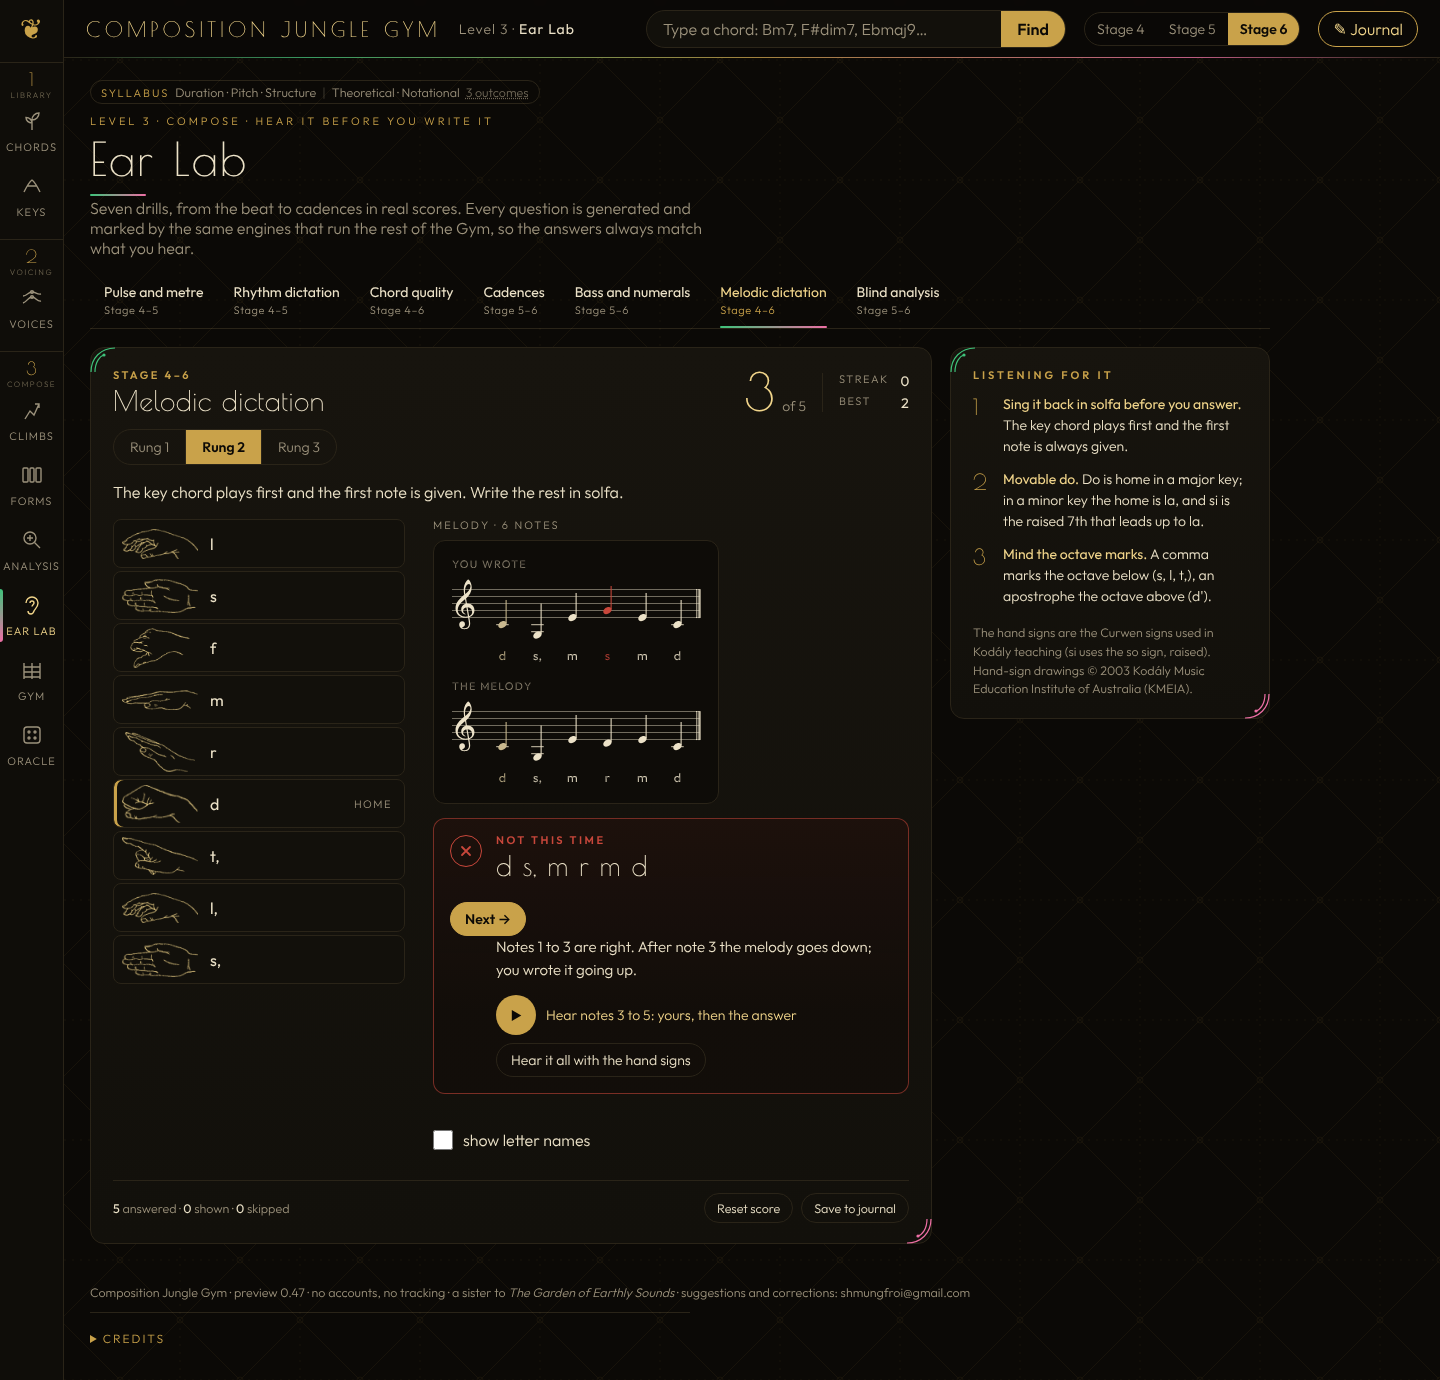 COMPOSITION JUNGLE GYM
Level 3 · Ear Lab
Type a chord: Bm7, F#dim7, Ebmaj9...
Find
Stage 4
Stage 5
Stage 6
✎ Journal
1
LIBRARY
CHORDS
KEYS
2
VOICING
VOICES
3
COMPOSE
CLIMBS
FORMS
ANALYSIS
EAR LAB
GYM
ORACLE
SYLLABUS Duration · Pitch · Structure | Theoretical · Notational 3 outcomes
LEVEL 3 · COMPOSE · HEAR IT BEFORE YOU WRITE IT
Ear Lab
Seven drills, from the beat to cadences in real scores. Every question is generated and
marked by the same engines that run the rest of the Gym, so the answers always match
what you hear.
Pulse and metre
Stage 4–5
Rhythm dictation
Stage 4–5
Chord quality
Stage 4–6
Cadences
Stage 5–6
Bass and numerals
Stage 5–6
Melodic dictation
Stage 4–6
Blind analysis
Stage 5–6
STAGE 4–6
Melodic dictation
3 of 5
STREAK 0
BEST 2
Rung 1
Rung 2
Rung 3
The key chord plays first and the first note is given. Write the rest in solfa.
l
s
f
m
r
d HOME
t,
l,
s,
MELODY · 6 NOTES
YOU WROTE
d s, m s m d
THE MELODY
d s, m r m d
NOT THIS TIME
d s, m r m d
Next →
Notes 1 to 3 are right. After note 3 the melody goes down;
you wrote it going up.
Hear notes 3 to 5: yours, then the answer
Hear it all with the hand signs
show letter names
5 answered · 0 shown · 0 skipped
Reset score
Save to journal
LISTENING FOR IT
1 Sing it back in solfa before you answer.
The key chord plays first and the first
note is always given.
2 Movable do. Do is home in a major key;
in a minor key the home is la, and si is
the raised 7th that leads up to la.
3 Mind the octave marks. A comma
marks the octave below (s, l, t,), an
apostrophe the octave above (d').
The hand signs are the Curwen signs used in
Kodály teaching (si uses the so sign, raised).
Hand-sign drawings © 2003 Kodály Music
Education Institute of Australia (KMEIA).
Composition Jungle Gym · preview 0.47 · no accounts, no tracking · a sister to The Garden of Earthly Sounds · suggestions and corrections: shmungfroi@gmail.com
CREDITS